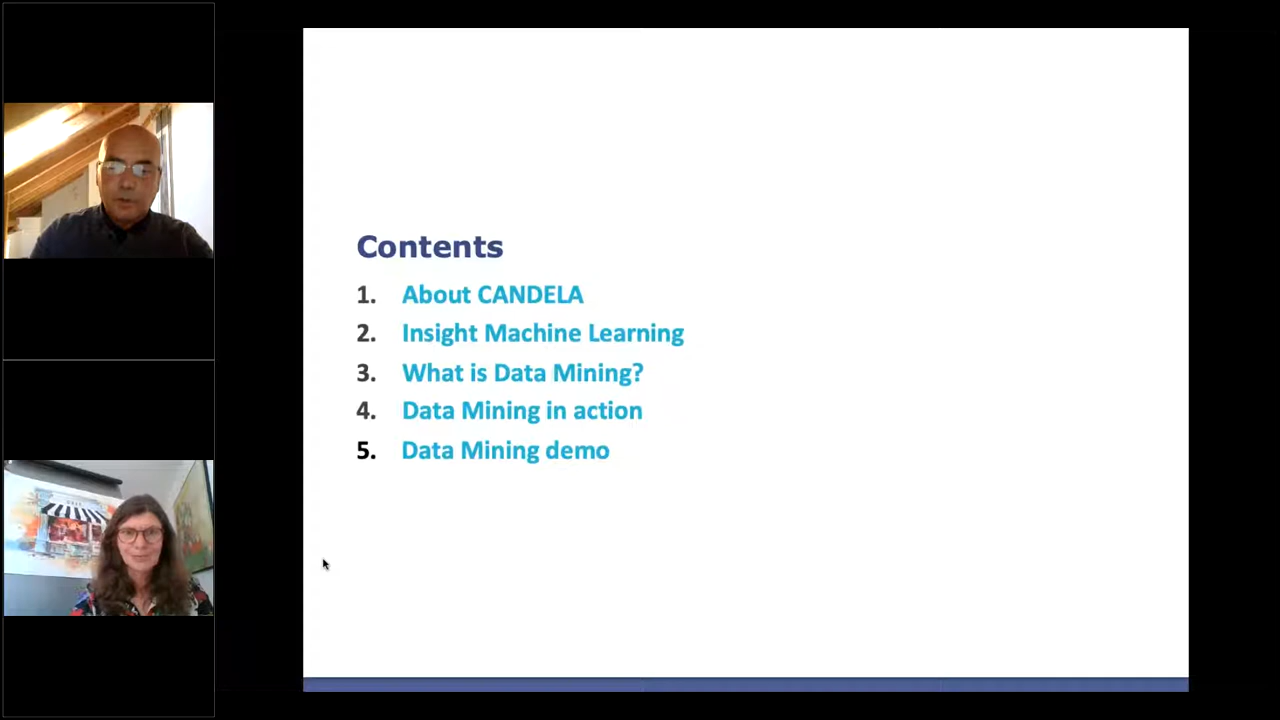 Contents
1. About CANDELA
2. Insight Machine Learning
3. What is Data Mining?
4. Data Mining in action
5. Data Mining demo